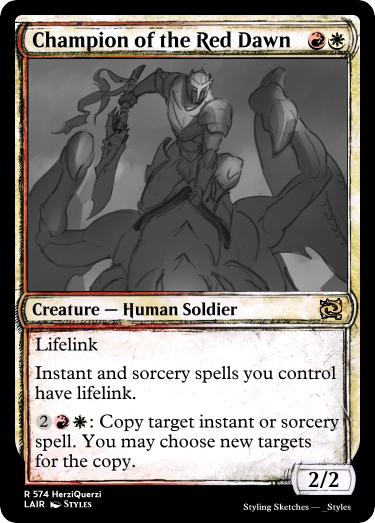 Champion of the Red Dawn
Creature — Human Soldier
Lifelink
Instant and sorcery spells you control
have lifelink.
2 : Copy target instant or sorcery
spell. You may choose new targets
for the copy.
2/2
R 574 HerziQuerzi
LAIR STYLES
Styling Sketches — _Styles